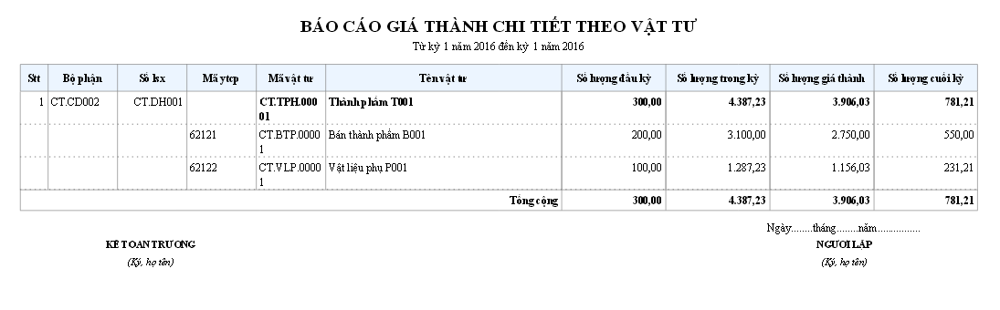 BÁO CÁO GIÁ THÀNH CHI TIẾT THEO VẬT TƯ
Từ kỳ 1 năm 2016 đến kỳ 1 năm 2016
Stt Bộ phận Số lsx Mã ytcp Mã vật tư Tên vật tư Số lượng đầu kỳ Số lượng trong kỳ Số lượng giá thành Số lượng cuối kỳ
1 CT.CD002 CT.DH001 CT.TPH.00001 Thành phẩm T001 300,00 4.387,23 3.906,03 781,21
62121 CT.BTP.00001 Bán thành phẩm B001 200,00 3.100,00 2.750,00 550,00
62122 CT.VLP.00001 Vật liệu phụ P001 100,00 1.287,23 1.156,03 231,21
Tổng cộng 300,00 4.387,23 3.906,03 781,21
Ngày........tháng........năm................
KẾ TOÁN TRƯỞNG NGƯỜI LẬP
(Ký, họ tên) (Ký, họ tên)